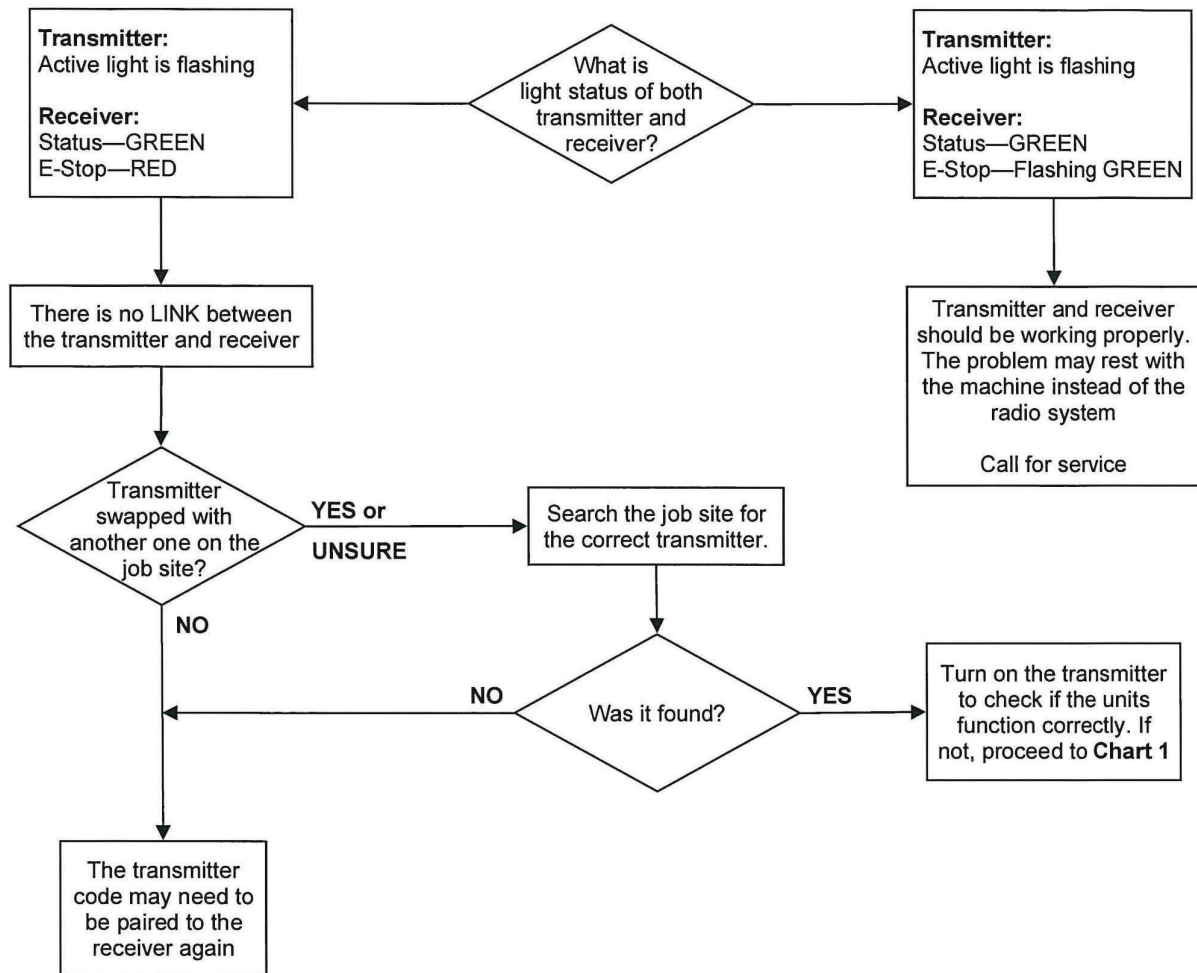 Transmitter:
Active light is flashing
Receiver:
Status—GREEN
E-Stop—RED
What is
light status of both
transmitter and
receiver?
Transmitter:
Active light is flashing
Receiver:
Status—GREEN
E-Stop—Flashing GREEN
There is no LINK between
the transmitter and receiver
Transmitter and receiver
should be working properly.
The problem may rest with
the machine instead of the
radio system
Call for service
Transmitter
swapped with
another one on the
job site?
YES or
UNSURE
Search the job site for
the correct transmitter.
NO
Was it found?
NO
YES
Turn on the transmitter
to check if the units
function correctly. If
not, proceed to Chart 1
The transmitter
code may need to
be paired to the
receiver again